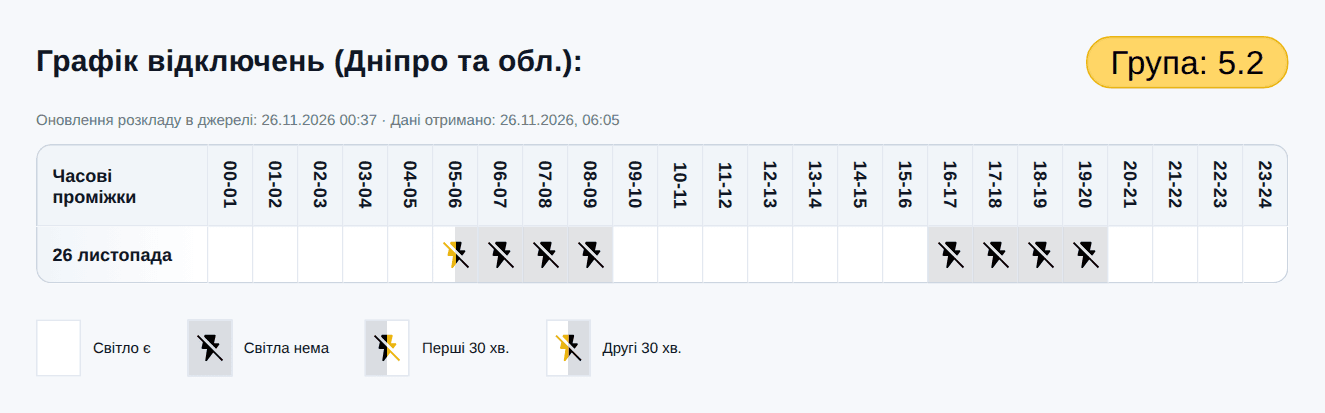 Графік відключень (Дніпро та обл.):
Група: 5.2
Оновлення розкладу в джерелі: 26.11.2026 00:37 · Дані отримано: 26.11.2026, 06:05
Часові
проміжки
00-01
01-02
02-03
03-04
04-05
05-06
06-07
07-08
08-09
09-10
10-11
11-12
12-13
13-14
14-15
15-16
16-17
17-18
18-19
19-20
20-21
21-22
22-23
23-24
26 листопада
Світло є
Світла нема
Перші 30 хв.
Другі 30 хв.